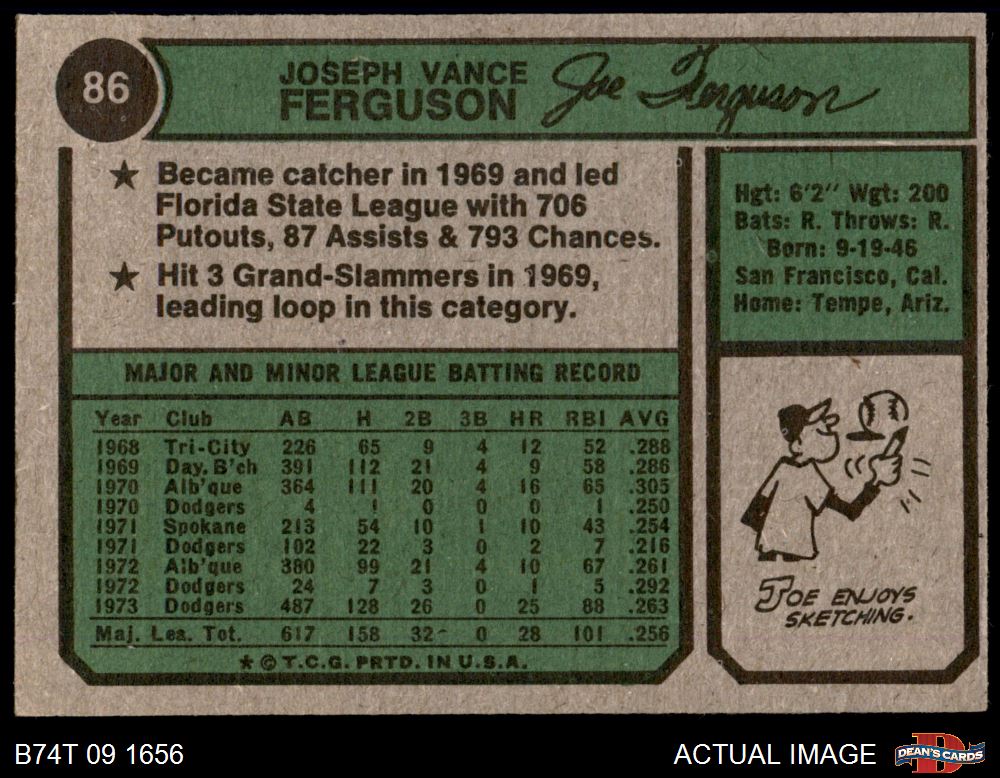 86
JOSEPH VANCE
FERGUSON
Joe Ferguson
★ Became catcher in 1969 and led
Florida State League with 706
Putouts, 87 Assists & 793 Chances.
★ Hit 3 Grand-Slammers in 1969,
leading loop in this category.
Hgt: 6'2" Wgt: 200
Bats: R. Throws: R.
Born: 9-19-46
San Francisco, Cal.
Home: Tempe, Ariz.
MAJOR AND MINOR LEAGUE BATTING RECORD
Year Club AB H 2B 3B HR RBI AVG
1968 Tri-City 226 65 9 4 12 52 .288
1969 Day. B'ch 391 112 21 4 9 58 .286
1970 Alb'que 364 111 20 4 16 65 .305
1970 Dodgers 4 1 0 0 0 1 .250
1971 Spokane 213 54 10 1 10 43 .254
1971 Dodgers 102 22 3 0 2 7 .216
1972 Alb'que 380 99 21 4 10 67 .261
1972 Dodgers 24 7 3 0 1 5 .292
1973 Dodgers 487 128 26 0 25 88 .263
Maj. Lea. Tot. 617 158 32 0 28 101 .256
★ © T.C.G. PRTD. IN U.S.A.
JOE ENJOYS
SKETCHING.
B74T 09 1656
ACTUAL IMAGE
DEAN'S CARDS